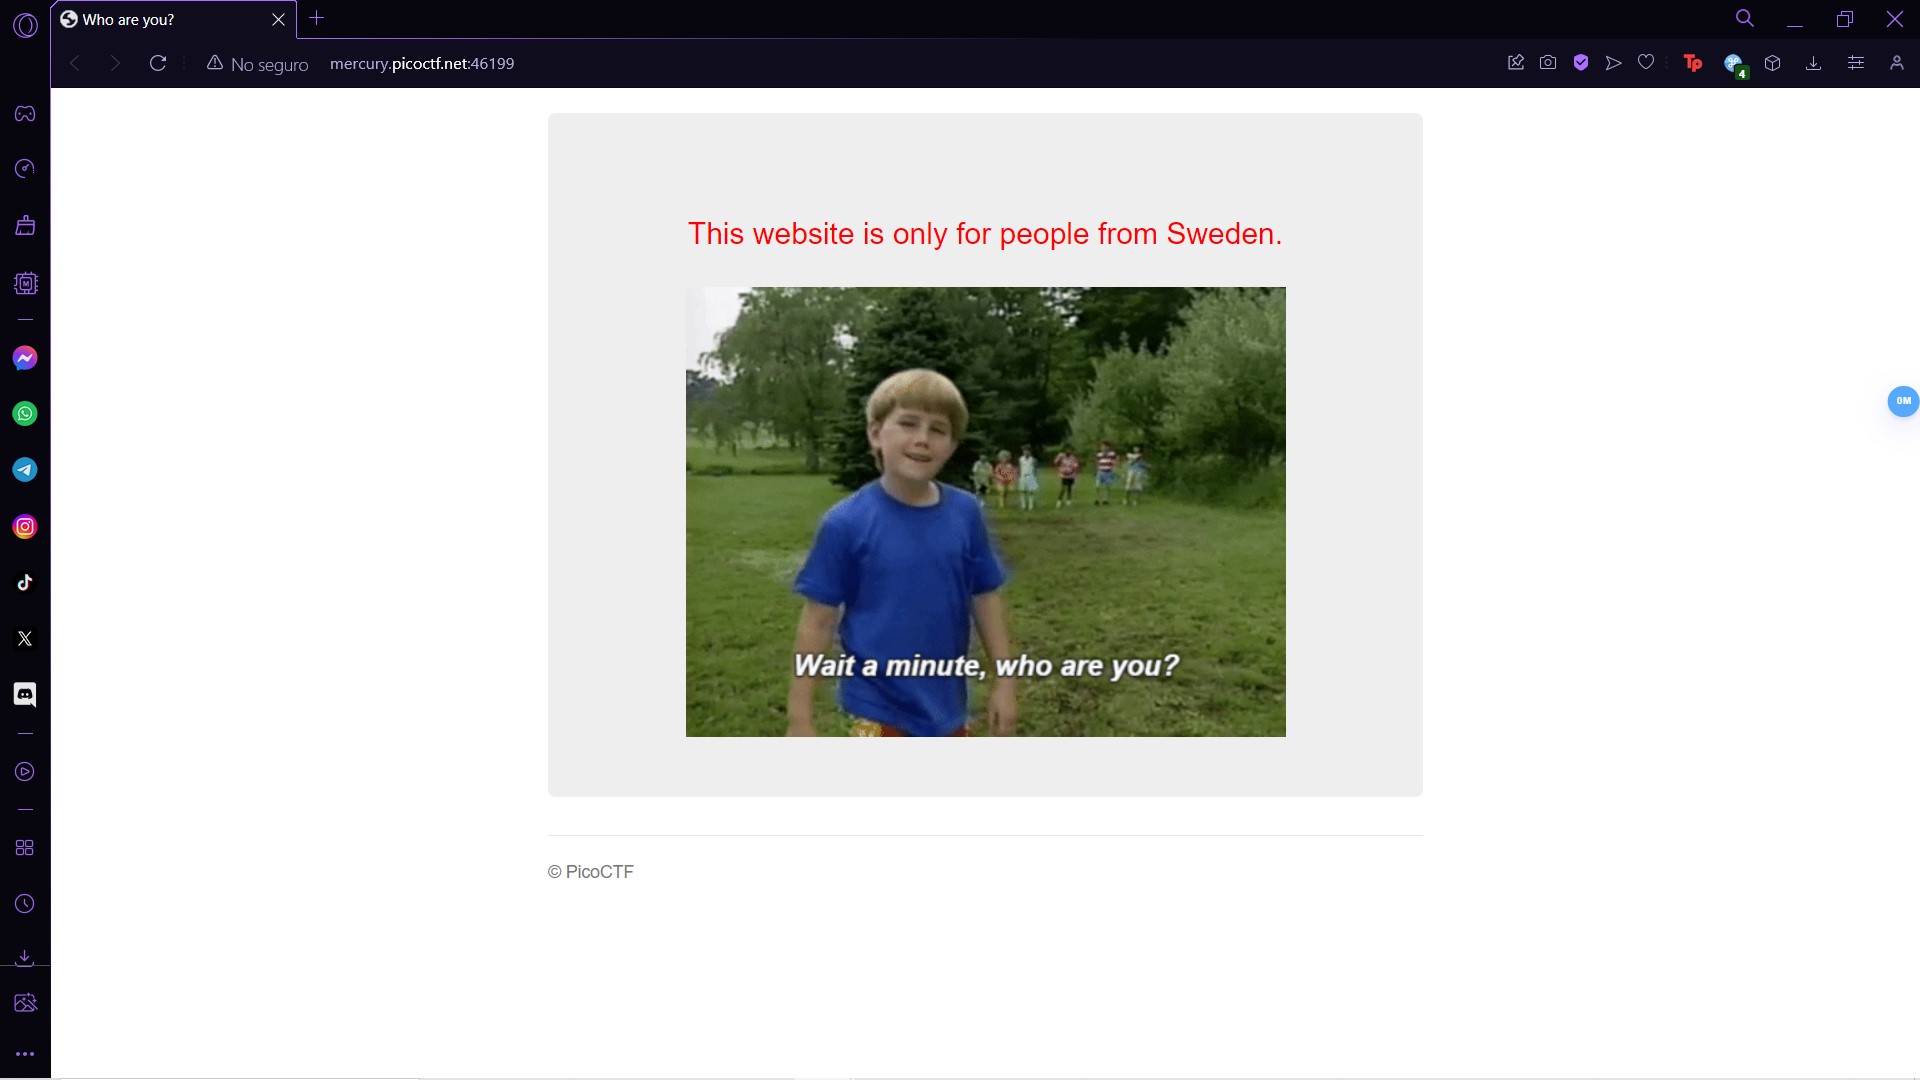 Who are you?
No seguro
mercury.picoctf.net:46199
Tp
4
M
This website is only for people from Sweden.
0M
Wait a minute, who are you?
© PicoCTF